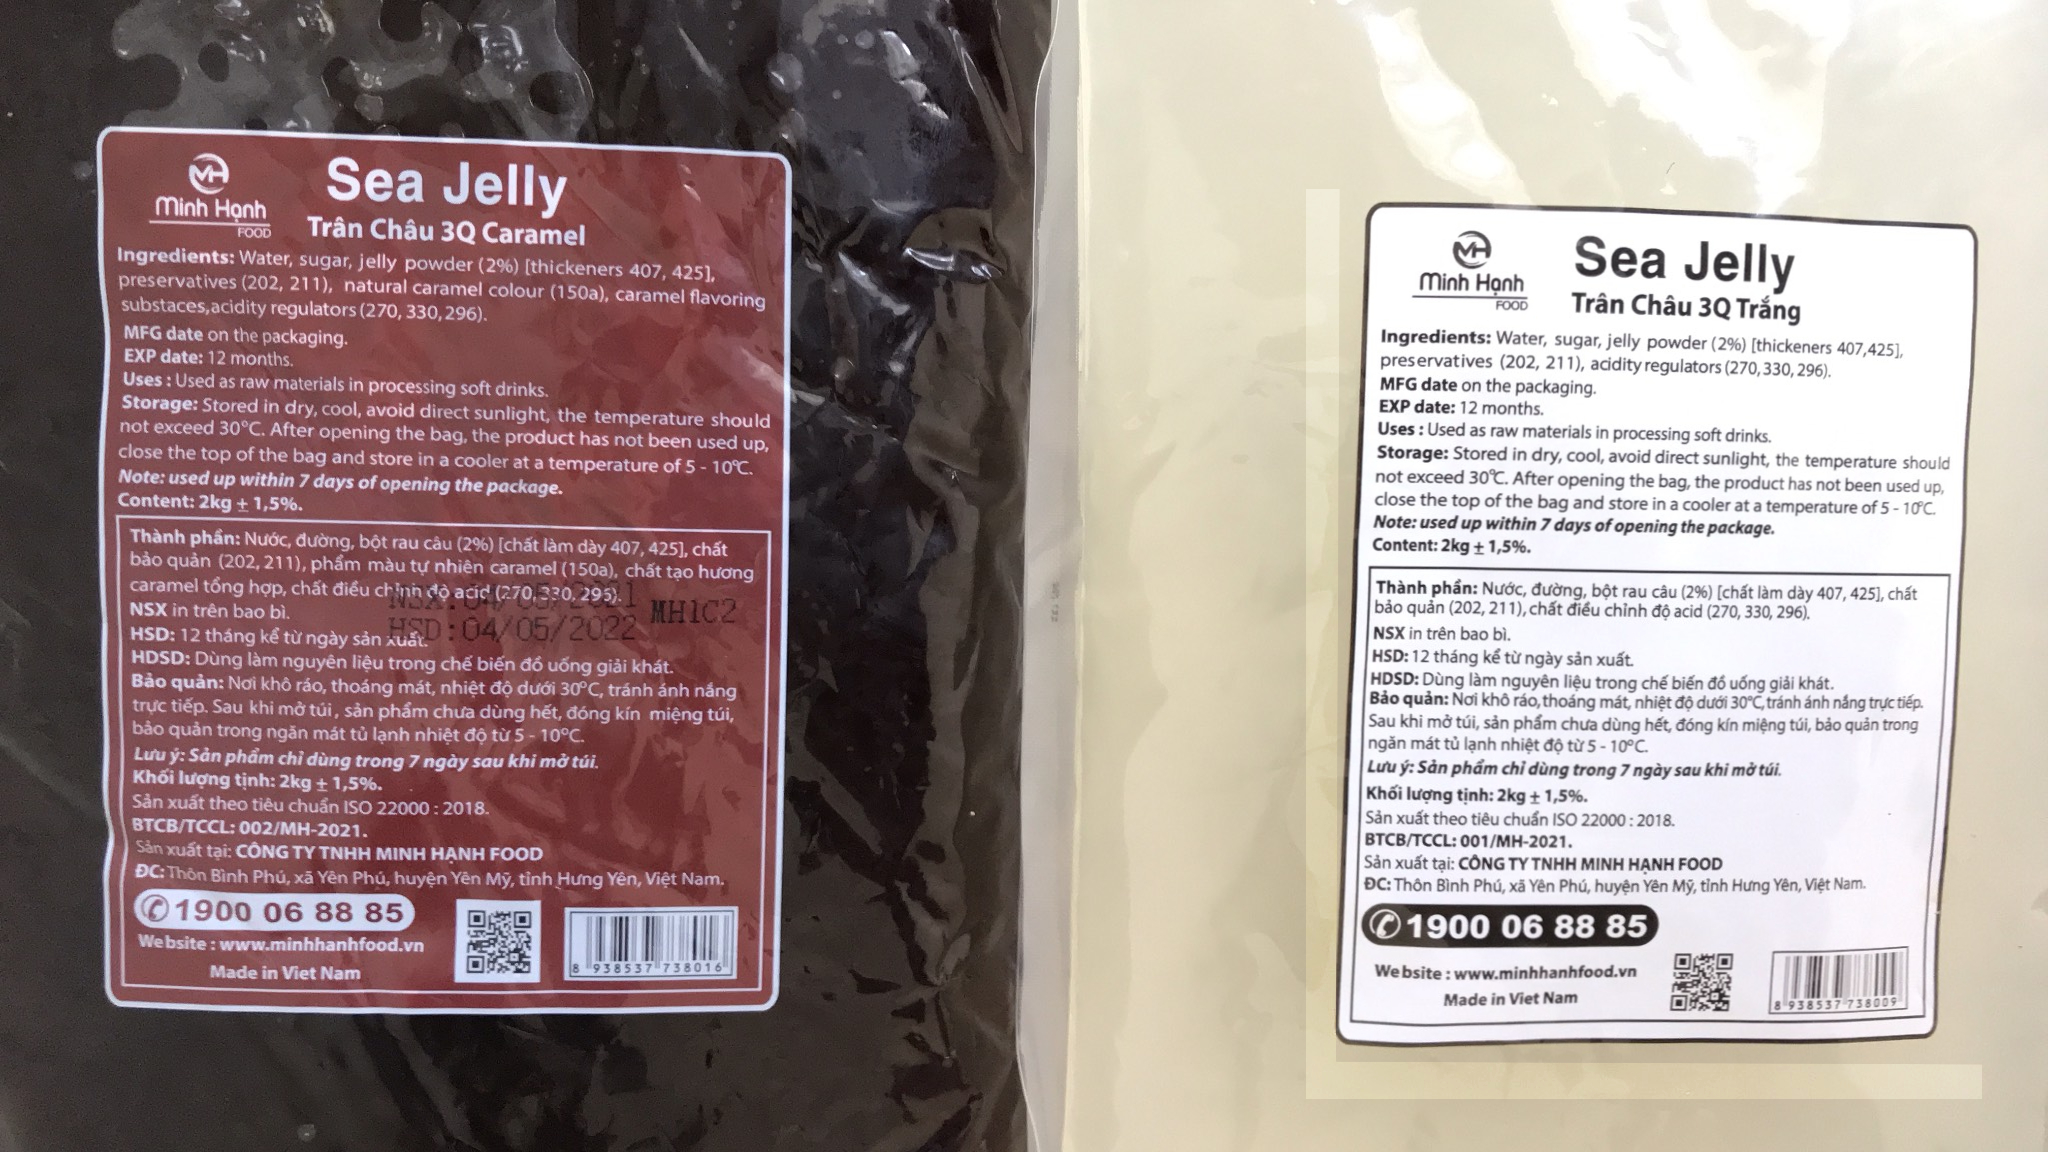 MH
Minh Hạnh
FOOD
Sea Jelly
Trân Châu 3Q Caramel
Ingredients: Water, sugar, jelly powder (2%) [thickeners 407, 425],
preservatives (202, 211), natural caramel colour (150a), caramel flavoring
substaces,acidity regulators (270, 330, 296).
MFG date on the packaging.
EXP date: 12 months.
Uses : Used as raw materials in processing soft drinks.
Storage: Stored in dry, cool, avoid direct sunlight, the temperature should
not exceed 30°C. After opening the bag, the product has not been used up,
close the top of the bag and store in a cooler at a temperature of 5 - 10°C.
Note: used up within 7 days of opening the package.
Content: 2kg ± 1,5%.
Thành phần: Nước, đường, bột rau câu (2%) [chất làm dày 407, 425], chất
bảo quản (202, 211), phẩm màu tự nhiên caramel (150a), chất tạo hương
caramel tổng hợp, chất điều chỉnh độ acid (270, 330, 296).
NSX in trên bao bì.
HSD: 12 tháng kể từ ngày sản xuất.
NSX:04/05/2021
HSD:04/05/2022 MH1C2
HDSD: Dùng làm nguyên liệu trong chế biến đồ uống giải khát.
Bảo quản: Nơi khô ráo, thoáng mát, nhiệt độ dưới 30°C, tránh ánh nắng
trực tiếp. Sau khi mở túi, sản phẩm chưa dùng hết, đóng kín miệng túi,
bảo quản trong ngăn mát tủ lạnh nhiệt độ từ 5 - 10°C.
Lưu ý: Sản phẩm chỉ dùng trong 7 ngày sau khi mở túi.
Khối lượng tịnh: 2kg ± 1,5%.
Sản xuất theo tiêu chuẩn ISO 22000 : 2018.
BTCB/TCCL: 002/MH-2021.
Sản xuất tại: CÔNG TY TNHH MINH HẠNH FOOD
ĐC: Thôn Bình Phú, xã Yên Phú, huyện Yên Mỹ, tỉnh Hưng Yên, Việt Nam.
1900 06 88 85
Website : www.minhhanhfood.vn
Made in Viet Nam
8 938537 738016
MH
Minh Hạnh
FOOD
Sea Jelly
Trân Châu 3Q Trắng
Ingredients: Water, sugar, jelly powder (2%) [thickeners 407,425],
preservatives (202, 211), acidity regulators (270, 330, 296).
MFG date on the packaging.
EXP date: 12 months.
Uses : Used as raw materials in processing soft drinks.
Storage: Stored in dry, cool, avoid direct sunlight, the temperature should
not exceed 30°C. After opening the bag, the product has not been used up,
close the top of the bag and store in a cooler at a temperature of 5 - 10°C.
Note: used up within 7 days of opening the package.
Content: 2kg ± 1,5%.
Thành phần: Nước, đường, bột rau câu (2%) [chất làm dày 407, 425], chất
bảo quản (202, 211), chất điều chỉnh độ acid (270, 330, 296).
NSX in trên bao bì.
HSD: 12 tháng kể từ ngày sản xuất.
HDSD: Dùng làm nguyên liệu trong chế biến đồ uống giải khát.
Bảo quản: Nơi khô ráo, thoáng mát, nhiệt độ dưới 30°C, tránh ánh nắng trực tiếp.
Sau khi mở túi, sản phẩm chưa dùng hết, đóng kín miệng túi, bảo quản trong
ngăn mát tủ lạnh nhiệt độ từ 5 - 10°C.
Lưu ý: Sản phẩm chỉ dùng trong 7 ngày sau khi mở túi.
Khối lượng tịnh: 2kg ± 1,5%.
Sản xuất theo tiêu chuẩn ISO 22000 : 2018.
BTCB/TCCL: 001/MH-2021.
Sản xuất tại: CÔNG TY TNHH MINH HẠNH FOOD
ĐC: Thôn Bình Phú, xã Yên Phú, huyện Yên Mỹ, tỉnh Hưng Yên, Việt Nam.
1900 06 88 85
Website : www.minhhanhfood.vn
Made in Viet Nam
8 938537 738009